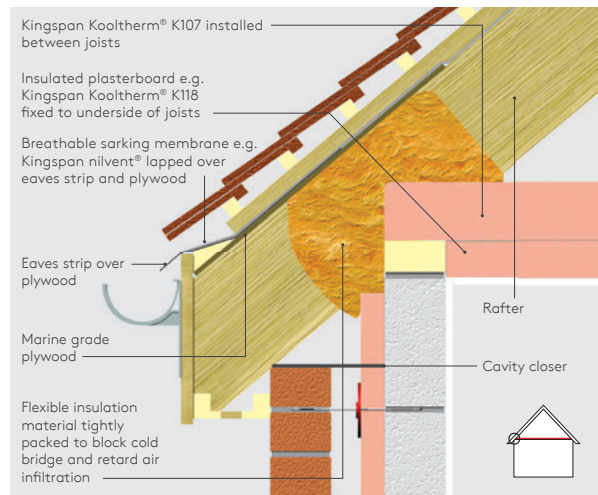 Kingspan Kooltherm® K107 installed
between joists
Insulated plasterboard e.g.
Kingspan Kooltherm® K118
fixed to underside of joists
Breathable sarking membrane e.g.
Kingspan nilvent® lapped over
eaves strip and plywood
Eaves strip over
plywood
Rafter
Marine grade
plywood
Cavity closer
Flexible insulation
material tightly
packed to block cold
bridge and retard air
infiltration